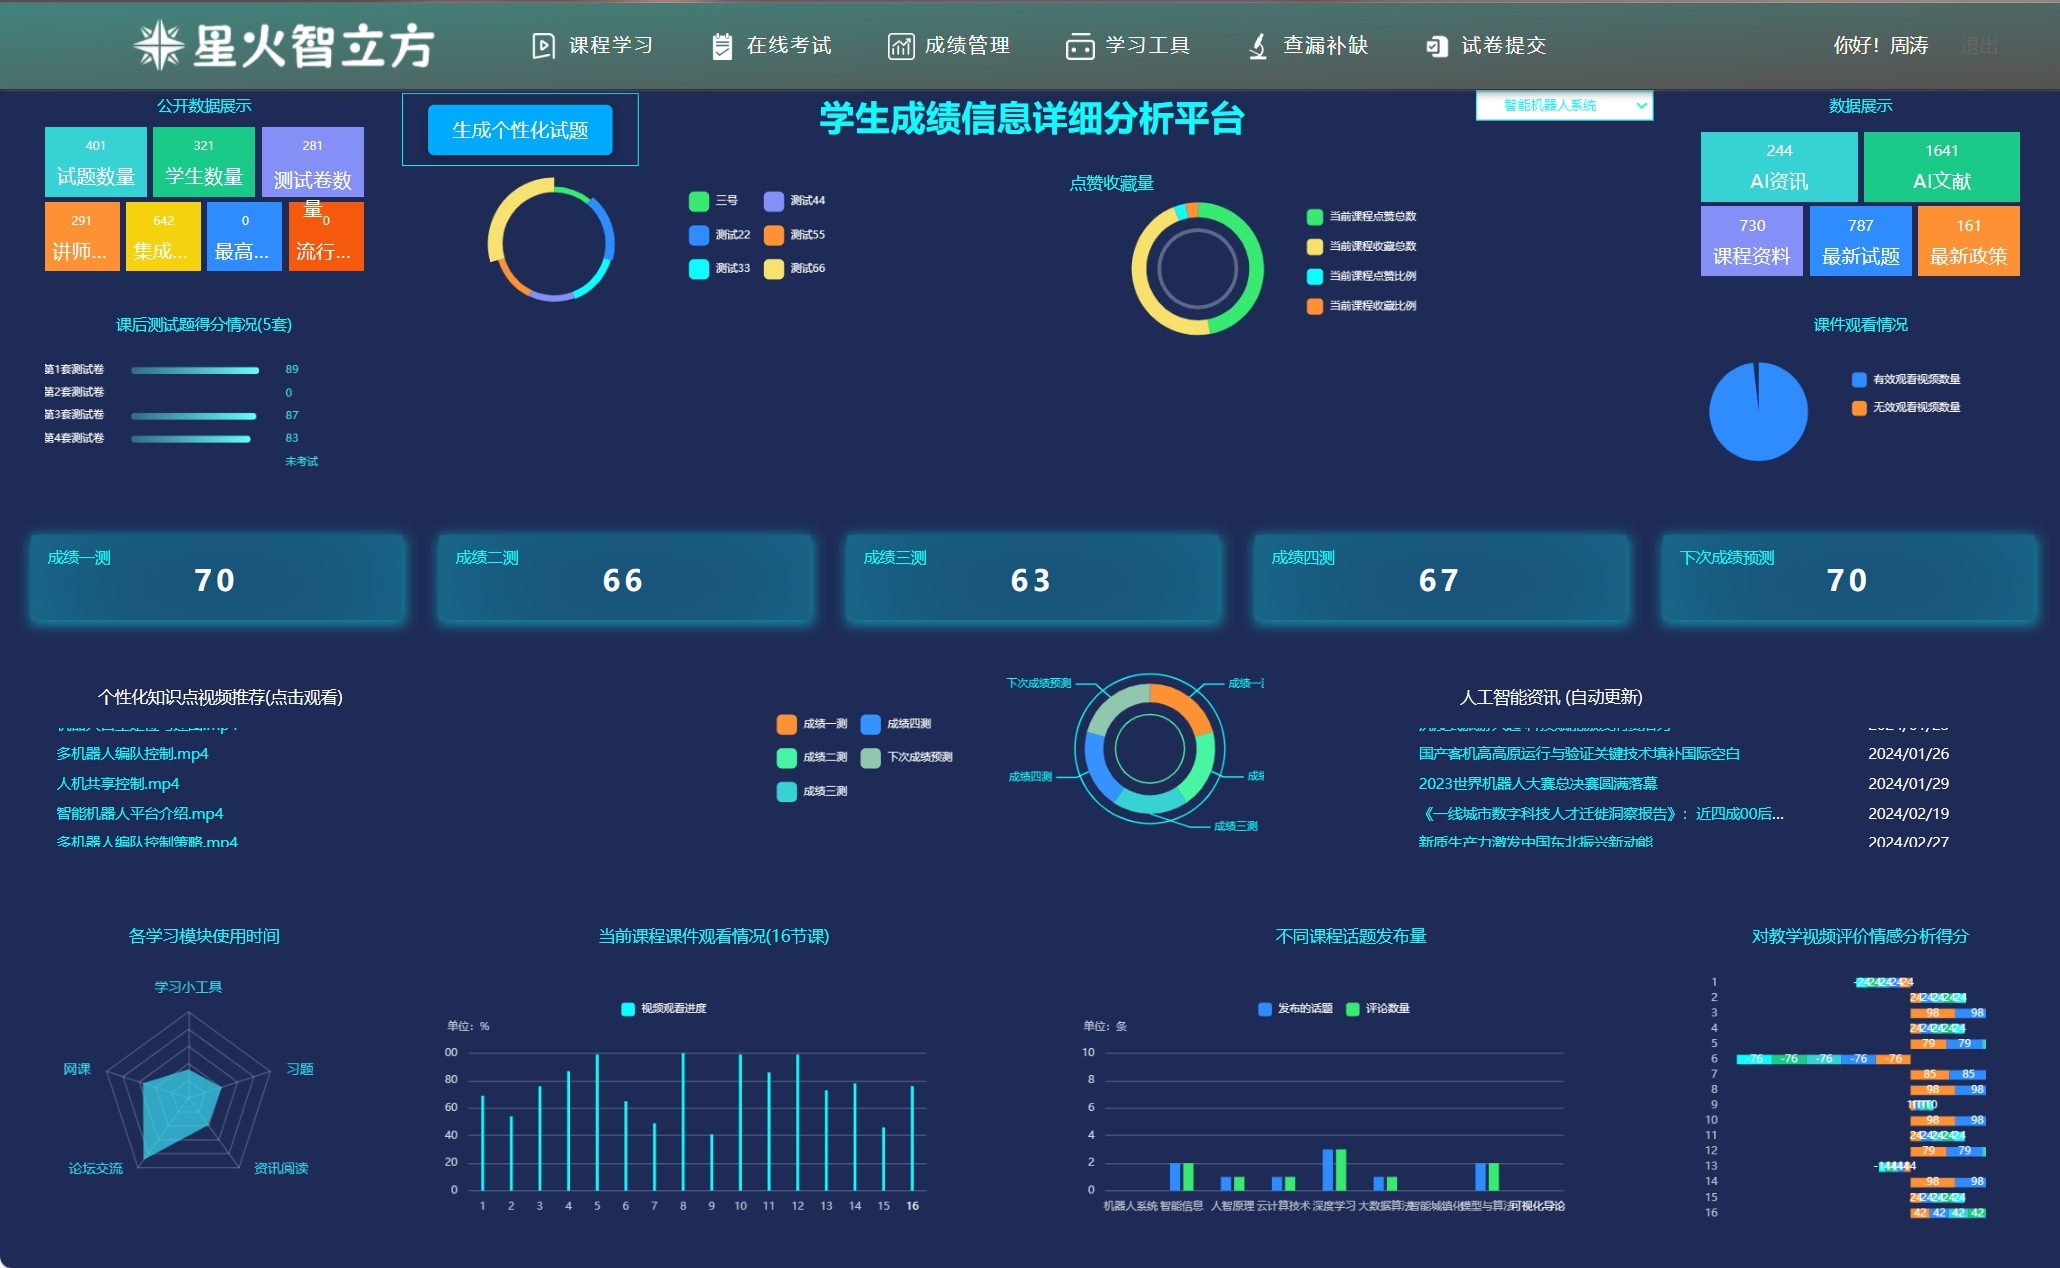 星火智立方
课程学习
在线考试
成绩管理
学习工具
查漏补缺
试卷提交
你好！周涛
退出
公开数据展示
401
试题数量
321
学生数量
281
测试卷数量
291
讲师...
642
集成...
0
最高...
0
流行...
生成个性化试题
学生成绩信息详细分析平台
智能机器人系统
三号
测试44
测试22
测试55
测试33
测试66
点赞收藏量
当前课程点赞总数
当前课程收藏总数
当前课程点赞比例
当前课程收藏比例
数据展示
244
AI资讯
1641
AI文献
730
课程资料
787
最新试题
161
最新政策
课后测试题得分情况(5套)
第1套测试卷 89
第2套测试卷 0
第3套测试卷 87
第4套测试卷 83
未考试
课件观看情况
有效观看视频数量
无效观看视频数量
成绩一测
70
成绩二测
66
成绩三测
63
成绩四测
67
下次成绩预测
70
个性化知识点视频推荐(点击观看)
多机器人编队控制.mp4
人机共享控制.mp4
智能机器人平台介绍.mp4
多机器人编队控制策略.mp4
成绩一测
成绩四测
成绩二测
下次成绩预测
成绩三测
下次成绩预测
成绩一
成绩四测
成
成绩三测
人工智能资讯 (自动更新)
国产客机高高原运行与验证关键技术填补国际空白 2024/01/26
2023世界机器人大赛总决赛圆满落幕 2024/01/29
《一线城市数字科技人才迁徙洞察报告》：近四成00后... 2024/02/19
新质生产力激发中国东北振兴新动能 2024/02/27
各学习模块使用时间
学习小工具
网课
习题
论坛交流
资讯阅读
当前课程课件观看情况(16节课)
视频观看进度
单位：%
00
80
60
40
20
0
1 2 3 4 5 6 7 8 9 10 11 12 13 14 15 16
不同课程话题发布量
发布的话题
评论数量
单位：条
10
8
6
4
2
0
机器人系统 智能信息 人智原理 云计算技术 深度学习 大数据算法 智能城镇化 模型与算法 可视化导论
对教学视频评价情感分析得分
1 -24 24 24 24 24
2 24 24 24 24 24
3 98 98
4 24 24 24 24 24
5 79 79
6 -76 -76 -76 -76 -76
7 85 85
8 98 98
9
10 98 98
11 24 24 24 24 24
12 79 79
13
14 98 98
15 24 24 24 24 24
16 42 42 42 42